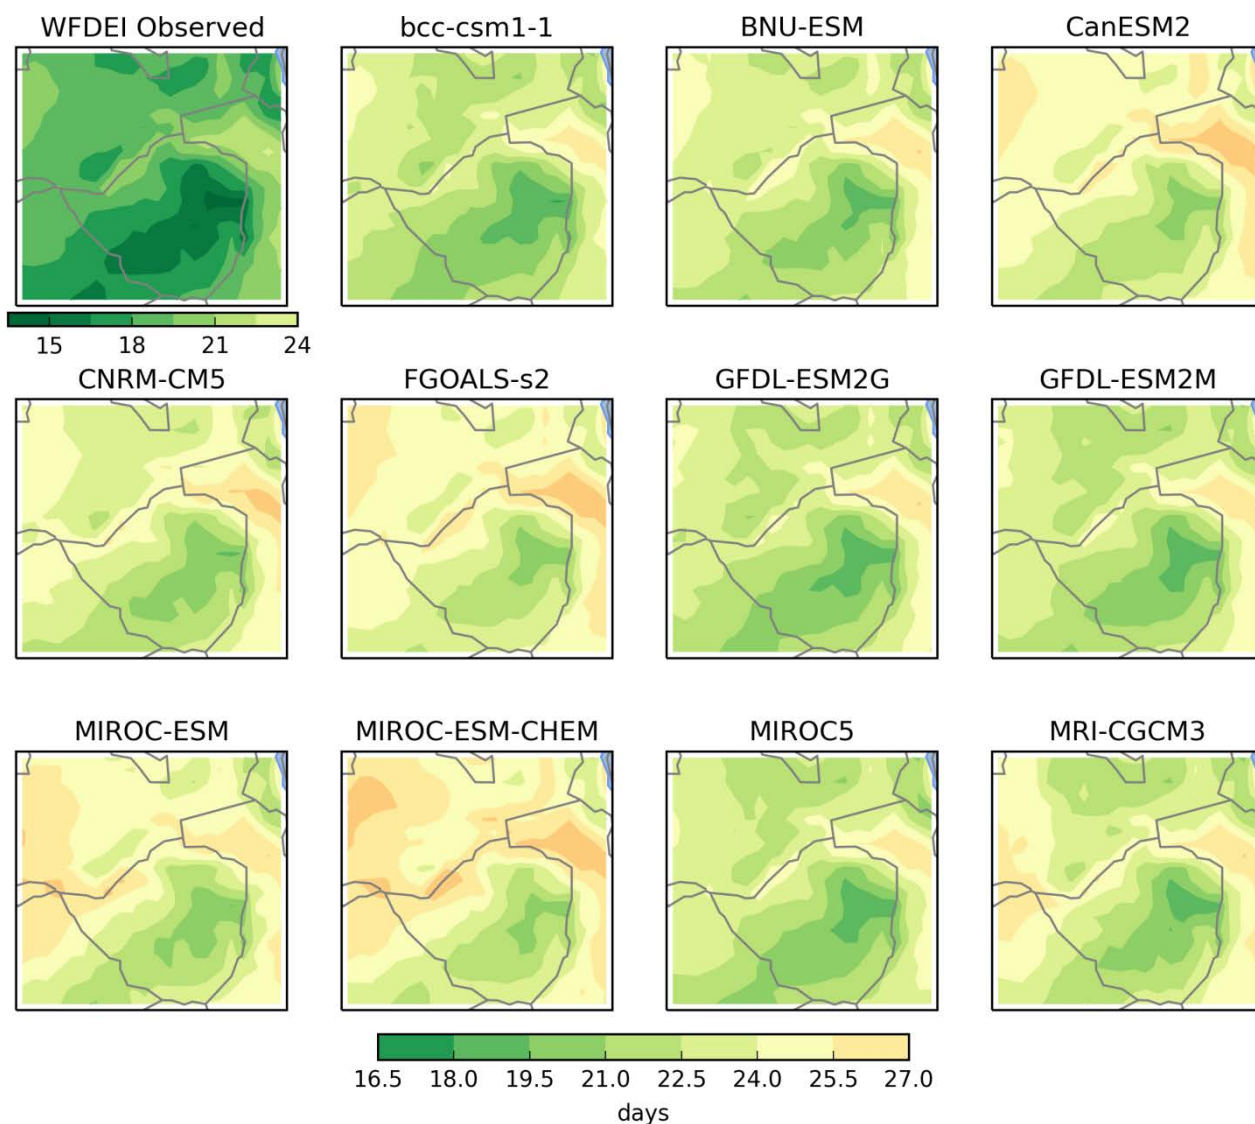 WFDEI Observed bcc-csm1-1 BNU-ESM CanESM2
15 18 21 24
CNRM-CM5 FGOALS-s2 GFDL-ESM2G GFDL-ESM2M
MIROC-ESM MIROC-ESM-CHEM MIROC5 MRI-CGCM3
16.5 18.0 19.5 21.0 22.5 24.0 25.5 27.0
days